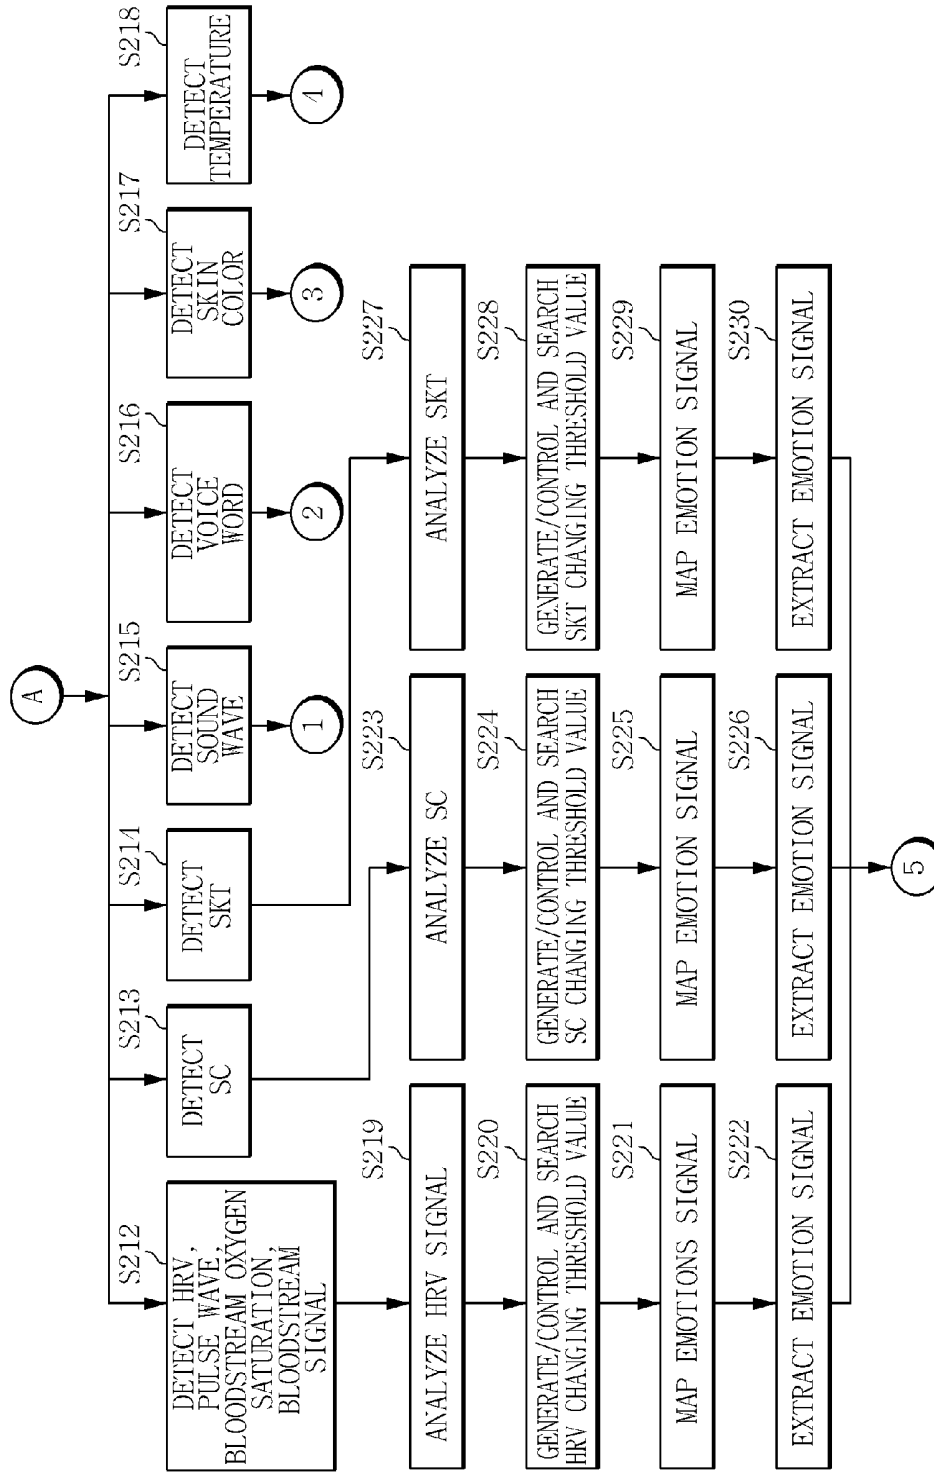 A
S212
DETECT HRV,
PULSE WAVE,
BLOODSTREAM OXYGEN
SATURATION,
BLOODSTREAM
SIGNAL
S213
DETECT
SC
S214
DETECT
SKT
S215
DETECT
SOUND
WAVE
S216
DETECT
VOICE
WORD
S217
DETECT
SKIN
COLOR
S218
DETECT
TEMPERATURE
1
2
3
4
S219
ANALYZE HRV SIGNAL
S223
ANALYZE SC
S227
ANALYZE SKT
S220
GENERATE/CONTROL AND SEARCH
HRV CHANGING THRESHOLD VALUE
S224
GENERATE/CONTROL AND SEARCH
SC CHANGING THRESHOLD VALUE
S228
GENERATE/CONTROL AND SEARCH
SKT CHANGING THRESHOLD VALUE
S221
MAP EMOTIONS SIGNAL
S225
MAP EMOTION SIGNAL
S229
MAP EMOTION SIGNAL
S222
EXTRACT EMOTION SIGNAL
S226
EXTRACT EMOTION SIGNAL
S230
EXTRACT EMOTION SIGNAL
5